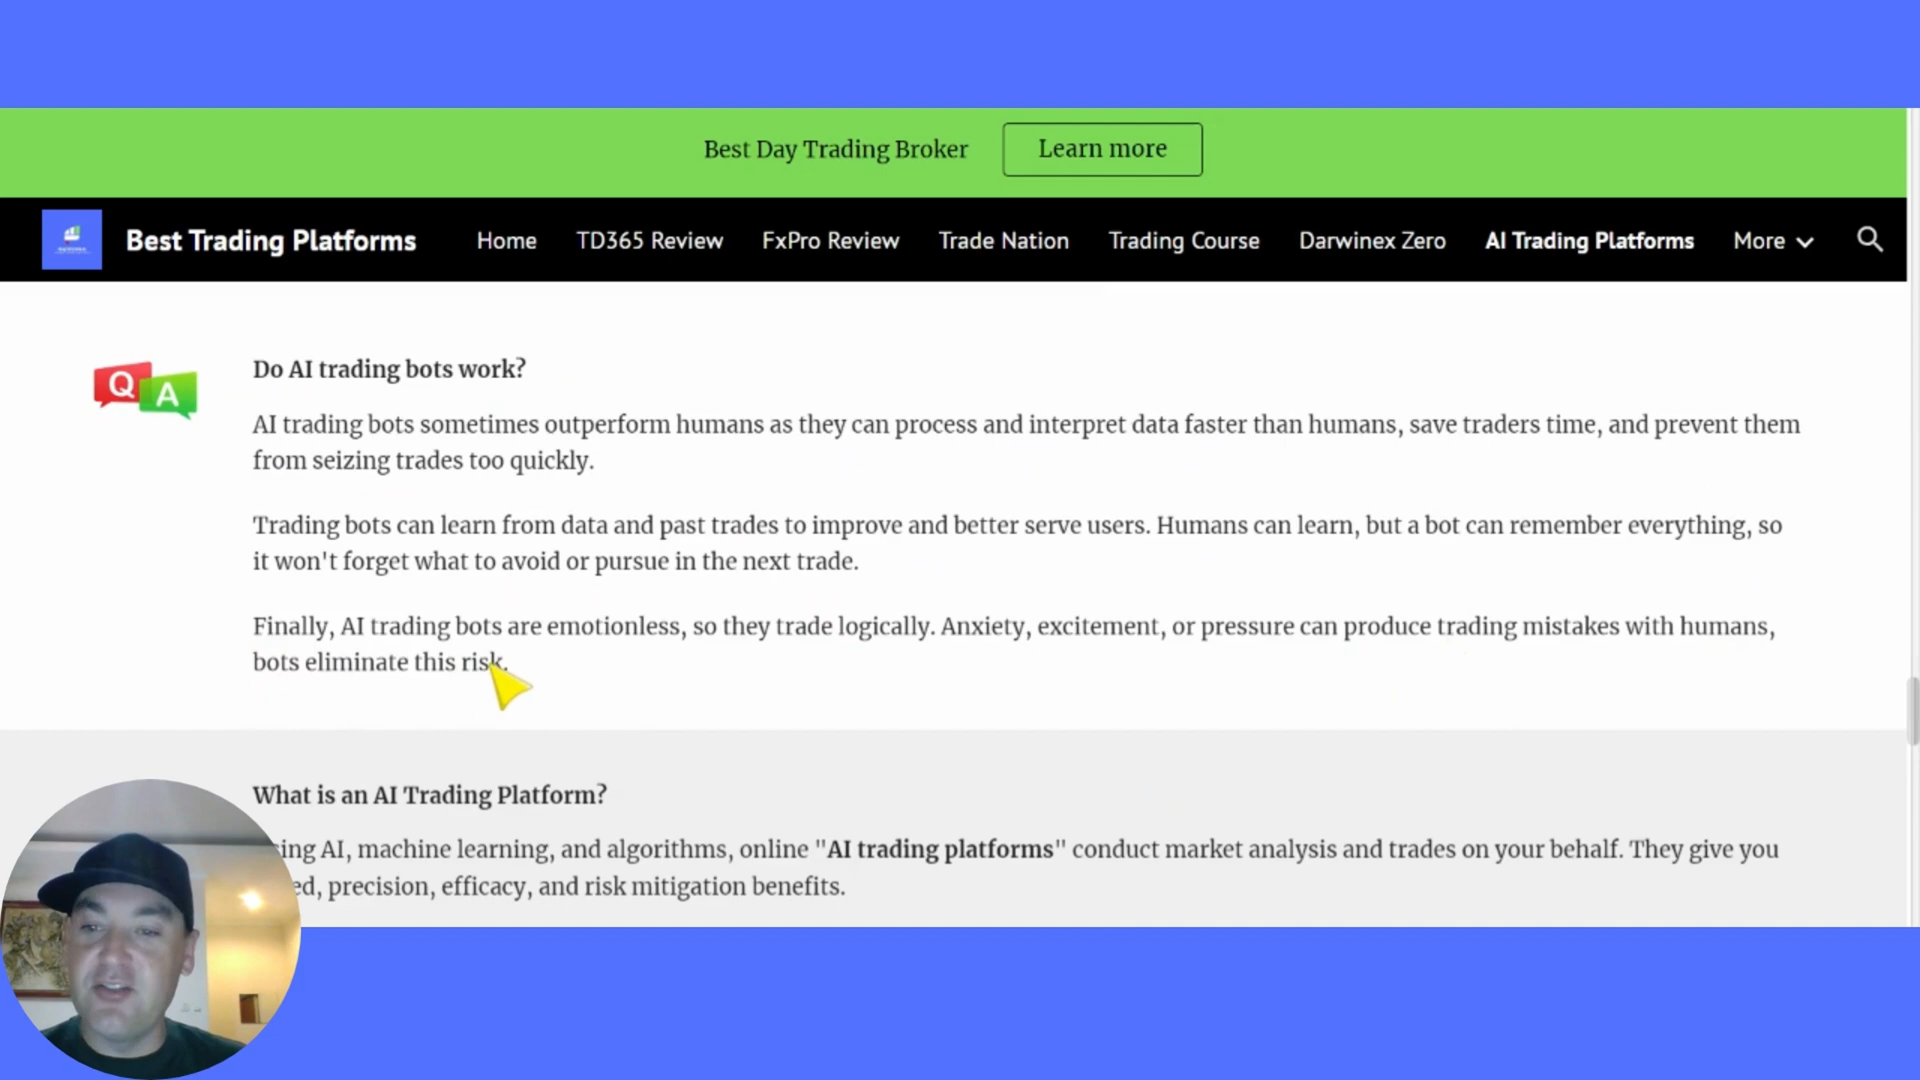 Best Day Trading Broker Learn more
Best Trading Platforms Home TD365 Review FxPro Review Trade Nation Trading Course Darwinex Zero AI Trading Platforms More
Q A
Do AI trading bots work?
AI trading bots sometimes outperform humans as they can process and interpret data faster than humans, save traders time, and prevent them
from seizing trades too quickly.
Trading bots can learn from data and past trades to improve and better serve users. Humans can learn, but a bot can remember everything, so
it won't forget what to avoid or pursue in the next trade.
Finally, AI trading bots are emotionless, so they trade logically. Anxiety, excitement, or pressure can produce trading mistakes with humans,
bots eliminate this risk.
What is an AI Trading Platform?
AI, machine learning, and algorithms, online "AI trading platforms" conduct market analysis and trades on your behalf. They give you
precision, efficacy, and risk mitigation benefits.